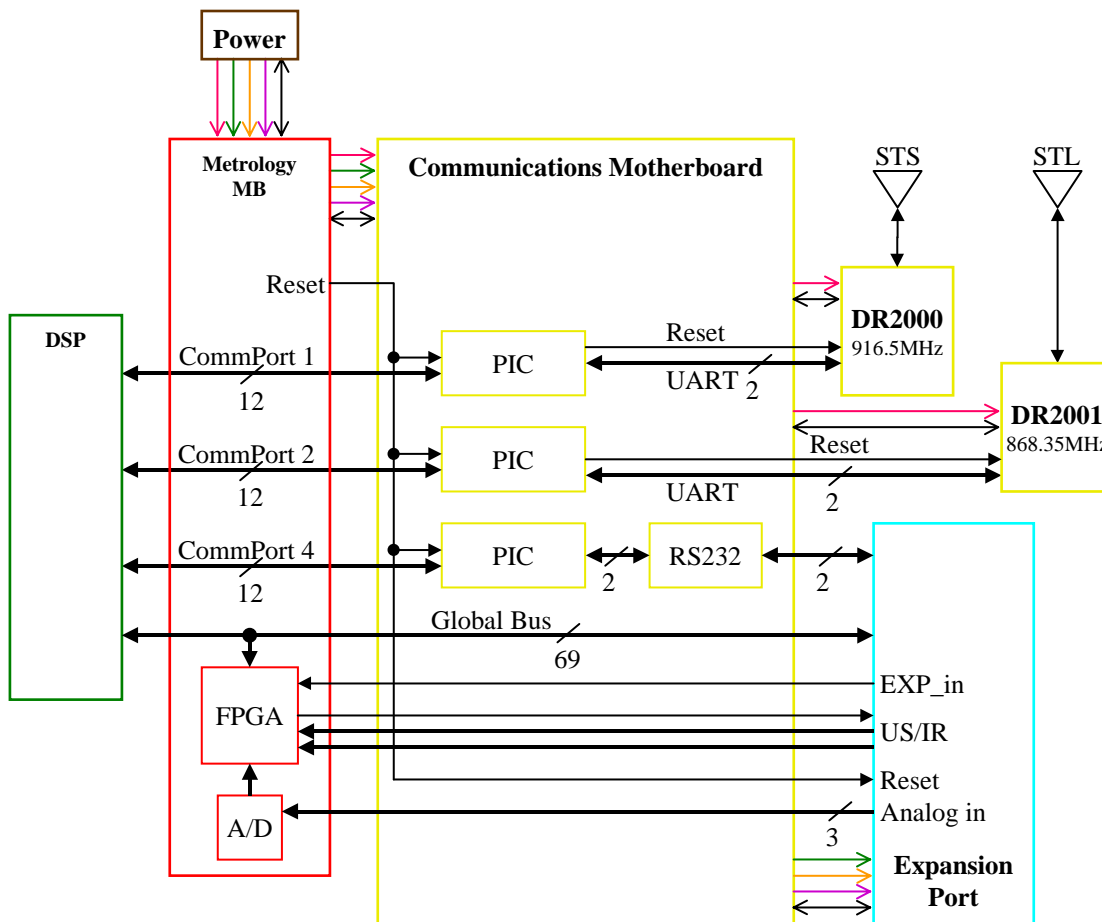 Power
Metrology
MB
Communications Motherboard
STS
STL
Reset
DR2000
916.5MHz
DSP
CommPort 1
12
PIC
Reset
UART
2
DR2001
868.35MHz
CommPort 2
12
PIC
Reset
UART
2
CommPort 4
12
PIC
2
RS232
2
Global Bus
69
EXP_in
FPGA
US/IR
Reset
A/D
Analog in
3
Expansion
Port